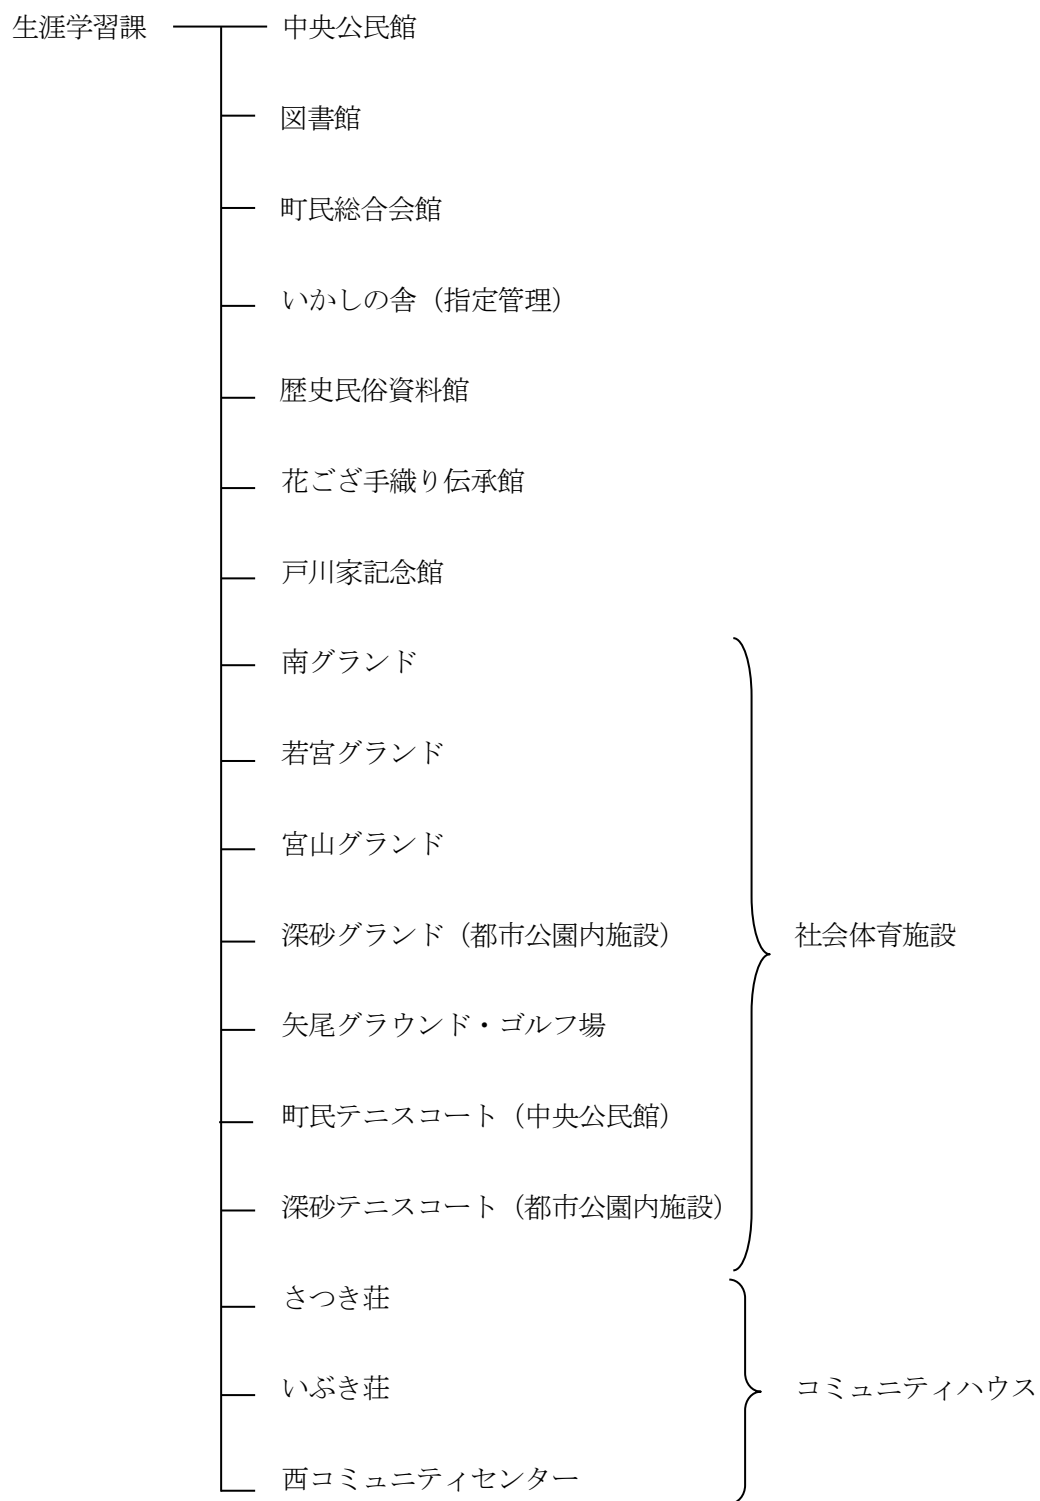 生涯学習課 中央公民館
図書館
町民総合会館
いかしの舎（指定管理）
歴史民俗資料館
花ござ手織り伝承館
戸川家記念館
南グランド
若宮グランド
宮山グランド
深砂グランド（都市公園内施設） 社会体育施設
矢尾グラウンド・ゴルフ場
町民テニスコート（中央公民館）
深砂テニスコート（都市公園内施設）
さつき荘
いぶき荘 コミュニティハウス
西コミュニティセンター